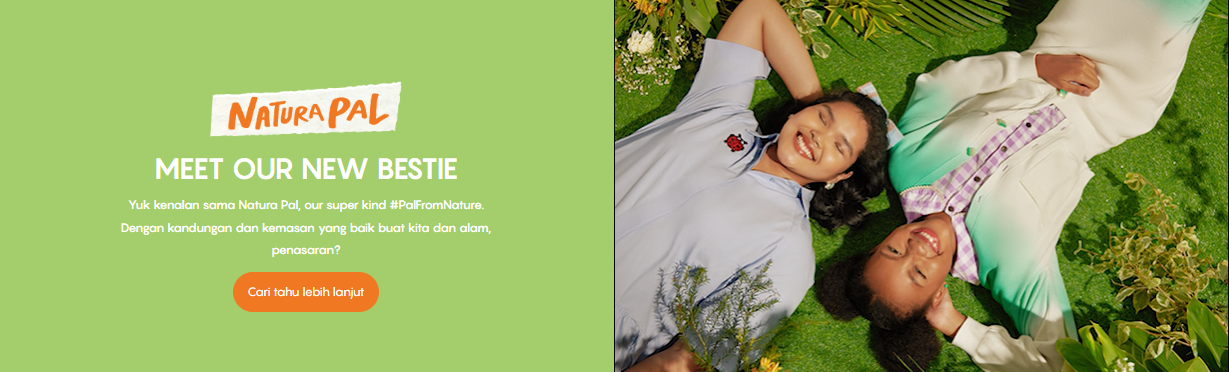 NATURA PAL
MEET OUR NEW BESTIE
Yuk kenalan sama Natura Pal, our super kind #PalFromNature.
Dengan kandungan dan kemasan yang baik buat kita dan alam,
penasaran?
Cari tahu lebih lanjut